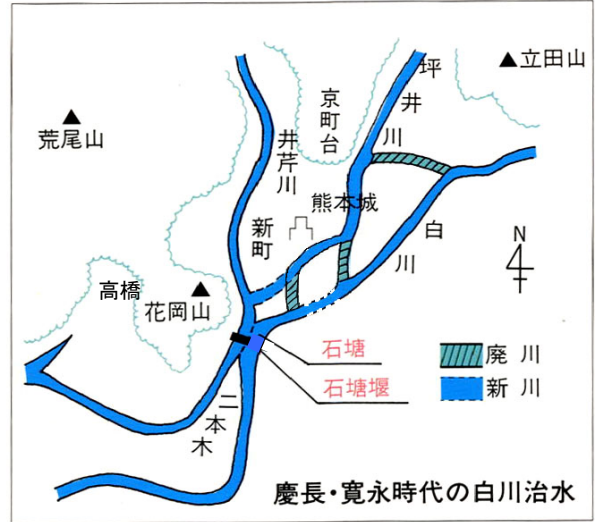 立田山
坪井川
京町台
荒尾山
井芹川
熊本城
新町
白川
N
高橋
花岡山
石塘
石塘堰
廃川
新川
二本木
慶長・寛永時代の白川治水